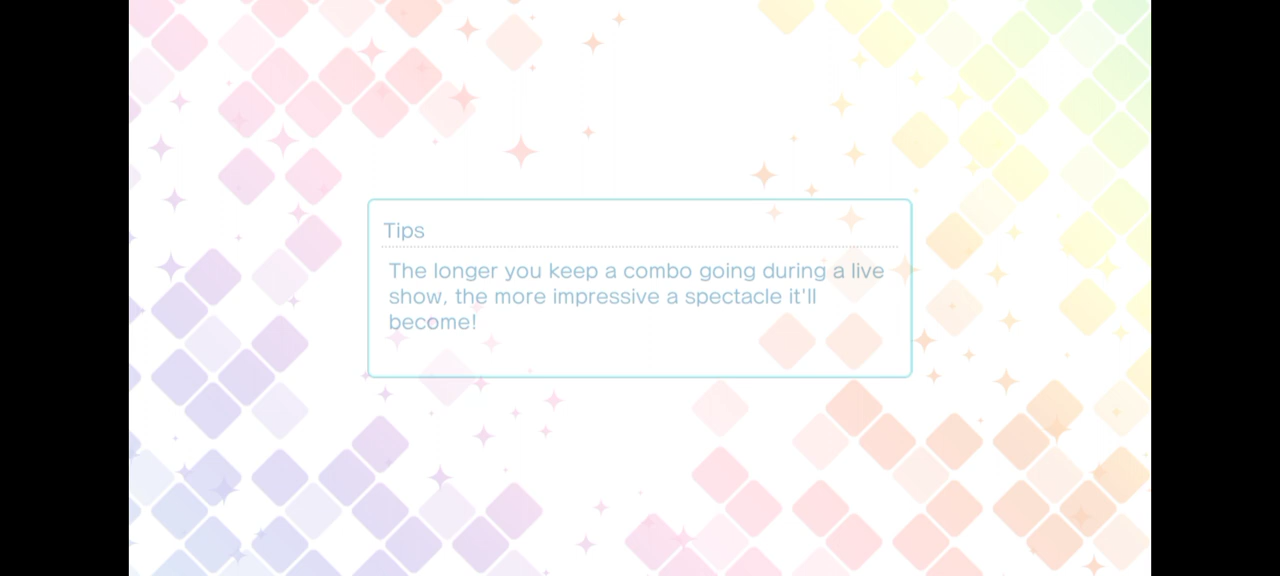 Tips
The longer you keep a combo going during a live
show, the more impressive a spectacle it'll
become!